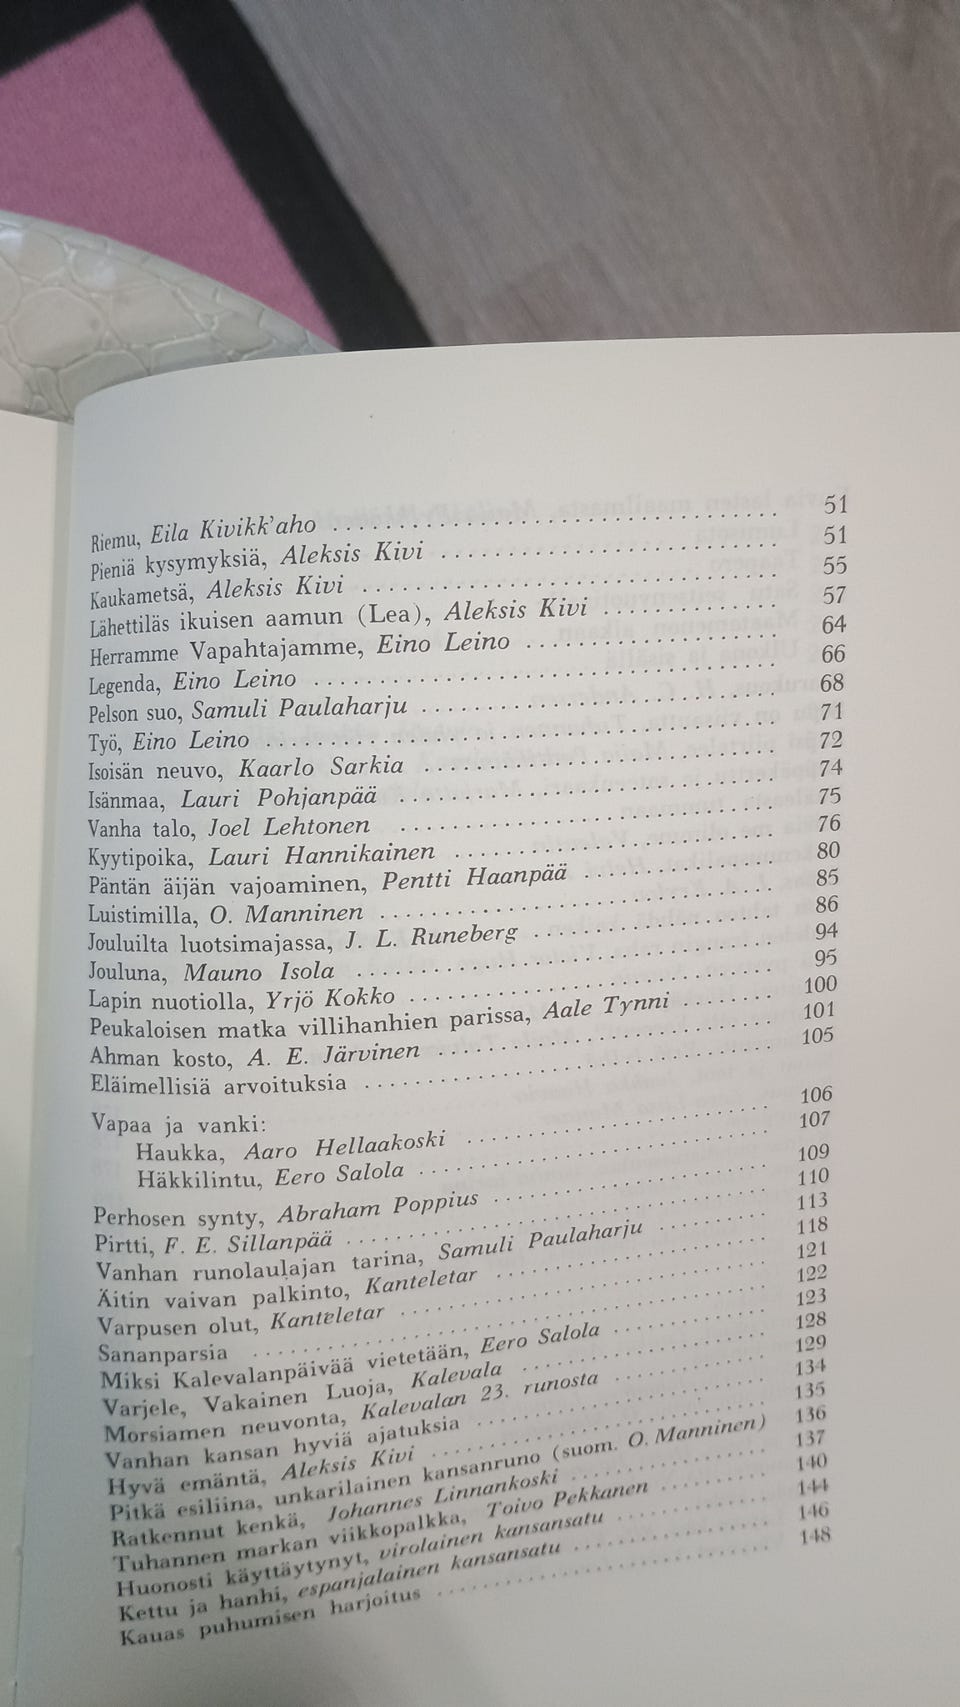 Riemu, Eila Kivikk'aho ........ 51
Pieniä kysymyksiä, Aleksis Kivi ........ 51
Kaukametsä, Aleksis Kivi ........ 55
Lähettiläs ikuisen aamun (Lea), Aleksis Kivi ........ 57
Herramme Vapahtajamme, Eino Leino ........ 64
Legenda, Eino Leino ........ 66
Pelson suo, Samuli Paulaharju ........ 68
Työ, Eino Leino ........ 71
Isoisän neuvo, Kaarlo Sarkia ........ 72
Isänmaa, Lauri Pohjanpää ........ 74
Vanha talo, Joel Lehtonen ........ 75
Kyytipoika, Lauri Hannikainen ........ 76
Päntän äijän vajoaminen, Pentti Haanpää ........ 80
Luistimilla, O. Manninen ........ 85
Jouluilta luotsimajassa, J. L. Runeberg ........ 86
Jouluna, Mauno Isola ........ 94
Lapin nuotiolla, Yrjö Kokko ........ 95
Peukaloisen matka villihanhien parissa, Aale Tynni ........ 100
Ahman kosto, A. E. Järvinen ........ 101
Eläimellisiä arvoituksia ........ 105
Vapaa ja vanki:
Haukka, Aaro Hellaakoski ........ 106
Häkkilintu, Eero Salola ........ 107
Perhosen synty, Abraham Poppius ........ 109
Pirtti, F. E. Sillanpää ........ 110
Vanhan runolaulajan tarina, Samuli Paulaharju ........ 113
Äitin vaivan palkinto, Kanteletar ........ 118
Varpusen olut, Kanteletar ........ 121
Sananparsia ........ 122
Miksi Kalevalanpäivää vietetään, Eero Salola ........ 123
Varjele, Vakainen Luoja, Kalevala ........ 128
Morsiamen neuvonta, Kalevalan 23. runosta ........ 129
Vanhan kansan hyviä ajatuksia ........ 134
Hyvä emäntä, Aleksis Kivi ........ 135
Pitkä esiliina, unkarilainen kansanruno (suom. O. Manninen) 136
Ratkennut kenkä, Johannes Linnankoski ........ 137
Tuhannen markan viikkopalkka, Toivo Pekkanen ........ 140
Huonosti käyttäytynyt, virolainen kansansatu ........ 144
Kettu ja hanhi, espanjalainen kansansatu ........ 146
Kauas puhumisen harjoitus ........ 148